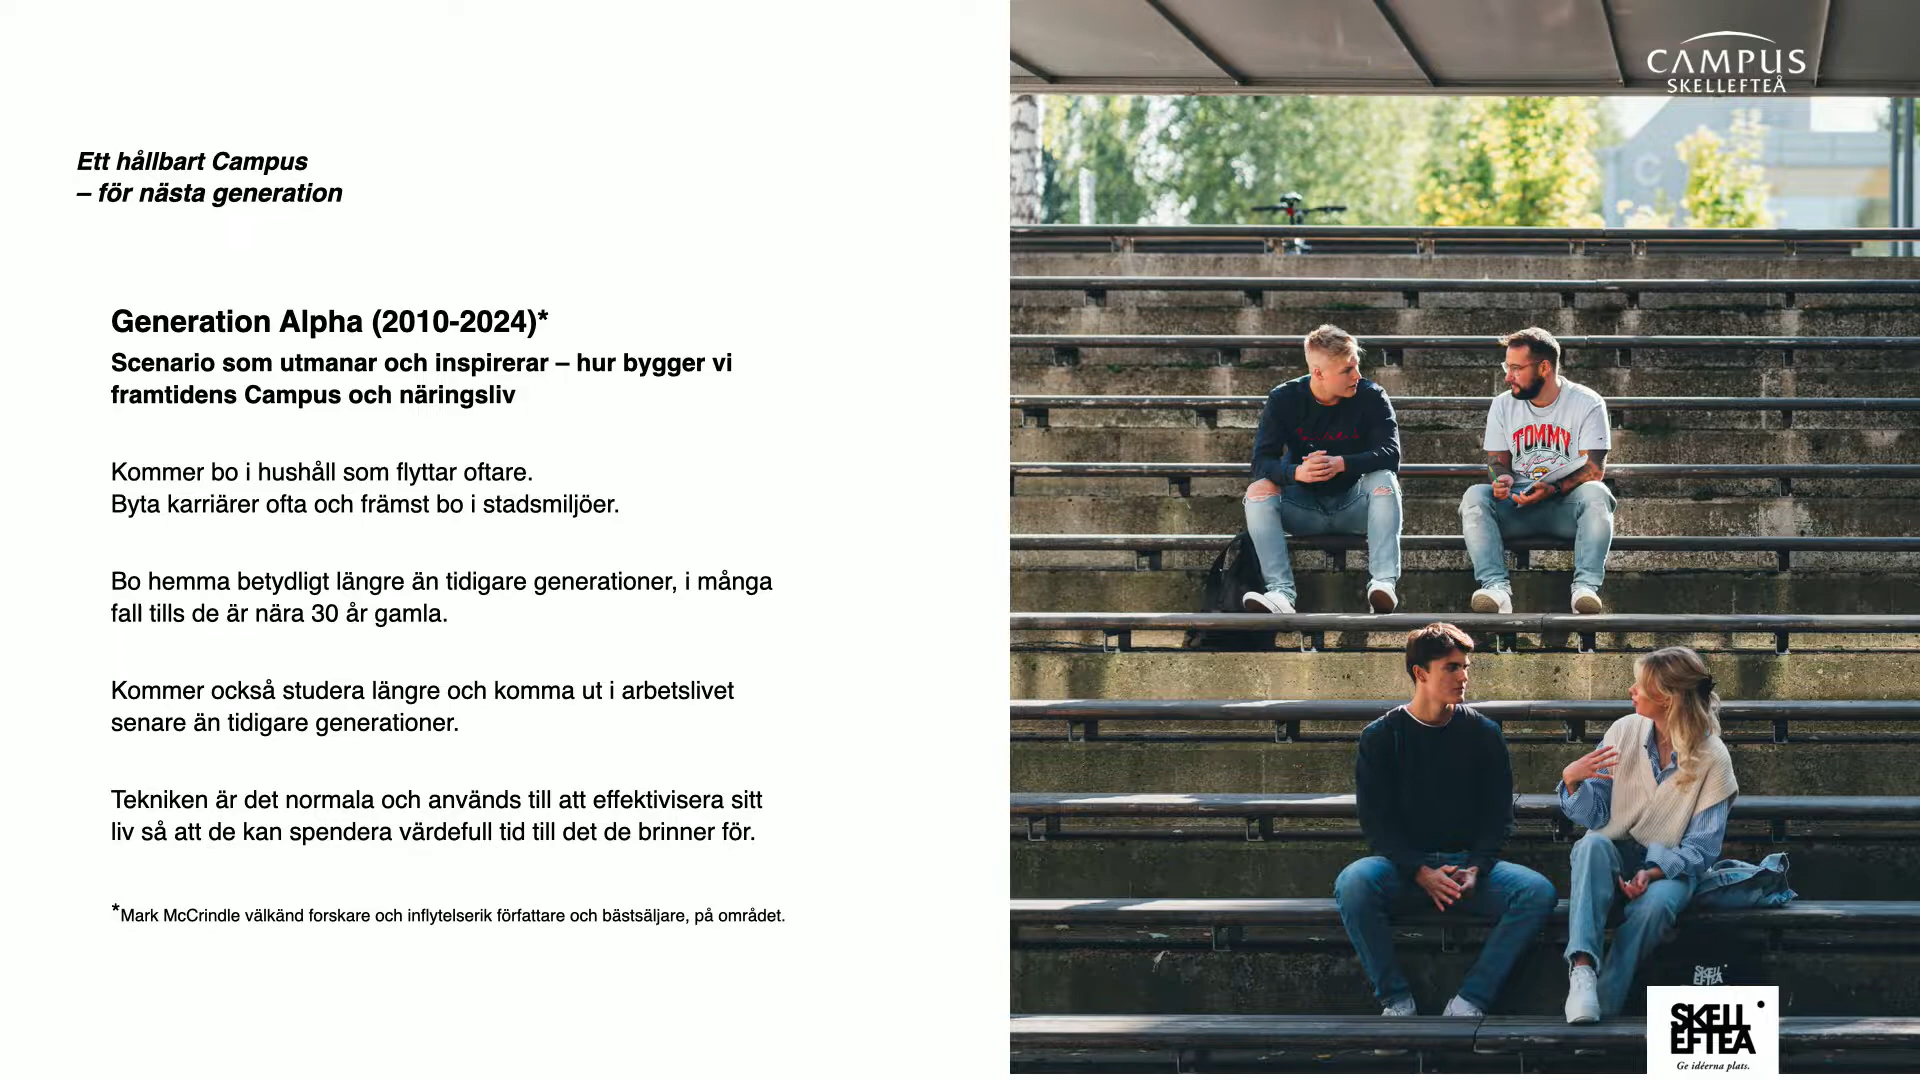 Ett hållbart Campus
– för nästa generation
Generation Alpha (2010-2024)*
Scenario som utmanar och inspirerar – hur bygger vi
framtidens Campus och näringsliv
Kommer bo i hushåll som flyttar oftare.
Byta karriärer ofta och främst bo i stadsmiljöer.
Bo hemma betydligt längre än tidigare generationer, i många
fall tills de är nära 30 år gamla.
Kommer också studera längre och komma ut i arbetslivet
senare än tidigare generationer.
Tekniken är det normala och används till att effektivisera sitt
liv så att de kan spendera värdefull tid till det de brinner för.
*Mark McCrindle välkänd forskare och inflytelserik författare och bästsäljare, på området.
CAMPUS
SKELLEFTEÅ
C
TOMMY
SKELL
EFTEÅ
SKELL
EFTEÅ
Ge idéerna plats.